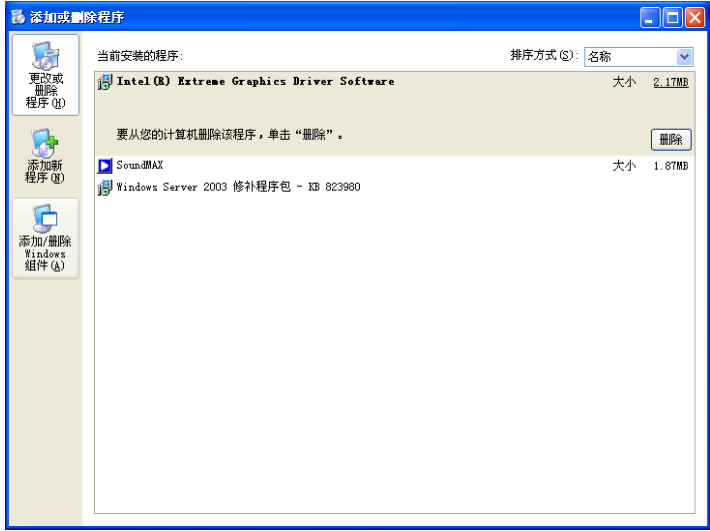 添加或删除程序
更改或
删除
程序(H)
添加新
程序(N)
添加/删除
Windows
组件(A)
当前安装的程序:
排序方式(S): 名称
Intel(R) Extreme Graphics Driver Software 大小 2.17MB
要从您的计算机删除该程序，单击“删除”。
删除
SoundMAX 大小 1.87MB
Windows Server 2003 修补程序包 - KB 823980